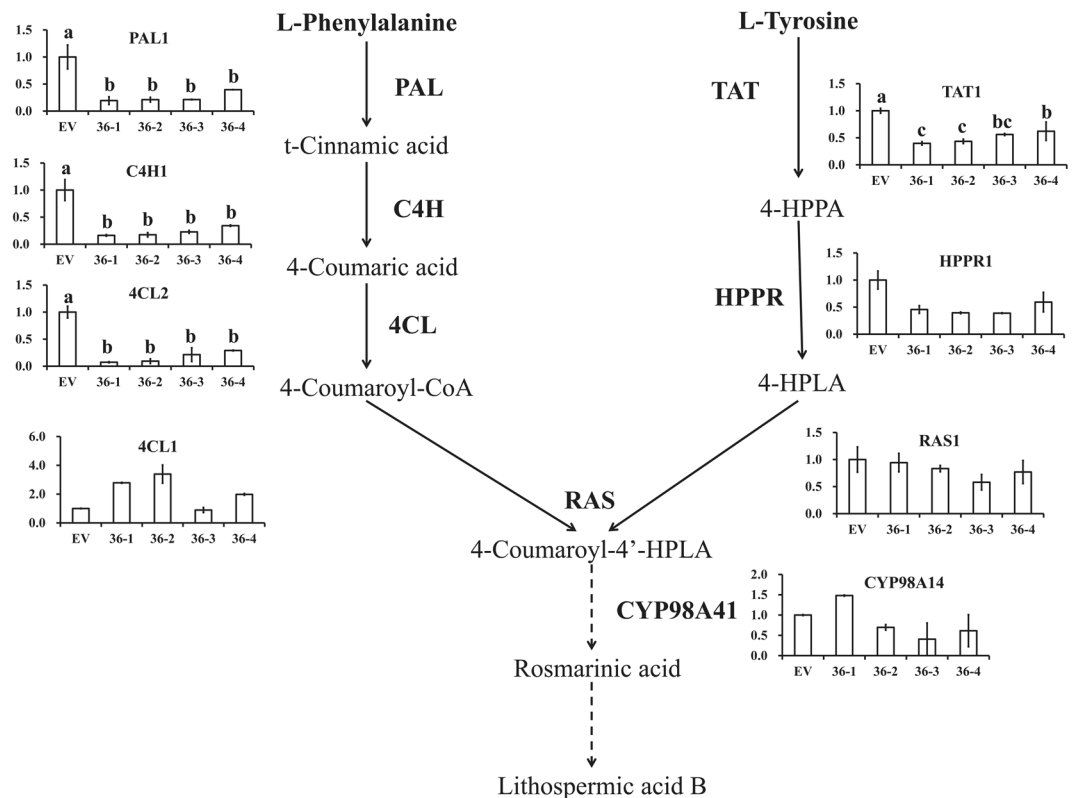 L-Phenylalanine
PAL
t-Cinnamic acid
C4H
4-Coumaric acid
4CL
4-Coumaroyl-CoA
L-Tyrosine
TAT
4-HPPA
HPPR
4-HPLA
RAS
4-Coumaroyl-4’-HPLA
CYP98A41
Rosmarinic acid
Lithospermic acid B
PAL1
1.5
1.0
0.5
0.0
a b b b b
EV 36-1 36-2 36-3 36-4
C4H1
1.5
1.0
0.5
0.0
a b b b b
EV 36-1 36-2 36-3 36-4
4CL2
1.5
1.0
0.5
0.0
a b b b b
EV 36-1 36-2 36-3 36-4
4CL1
6.0
4.0
2.0
0.0
EV 36-1 36-2 36-3 36-4
TAT1
1.5
1.0
0.5
0.0
a c c bc b
EV 36-1 36-2 36-3 36-4
HPPR1
1.5
1.0
0.5
0.0
EV 36-1 36-2 36-3 36-4
RAS1
1.5
1.0
0.5
0.0
EV 36-1 36-2 36-3 36-4
CYP98A14
2.0
1.5
1.0
0.5
0.0
EV 36-1 36-2 36-3 36-4